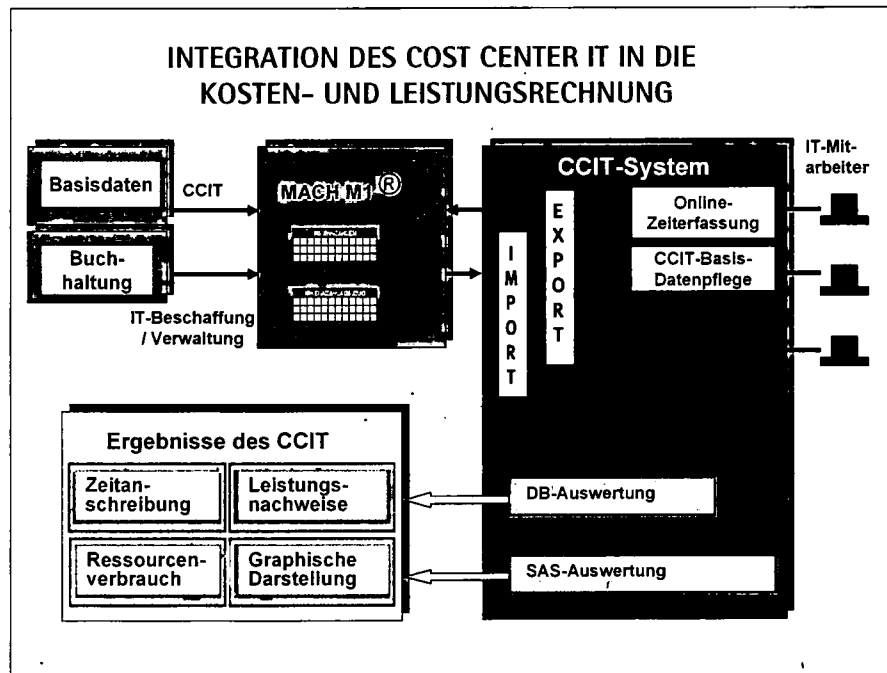 INTEGRATION DES COST CENTER IT IN DIE
KOSTEN- UND LEISTUNGSRECHNUNG
Basisdaten
CCIT
Buch-
haltung
IT-Beschaffung
/ Verwaltung
MACH M1®
CCIT-System
EXPORT
IMPORT
Online-
Zeiterfassung
CCIT-Basis-
Datenpflege
IT-Mit-
arbeiter
Ergebnisse des CCIT
Zeitan-
schreibung
Leistungs-
nachweise
Ressourcen-
verbrauch
Graphische
Darstellung
DB-Auswertung
SAS-Auswertung